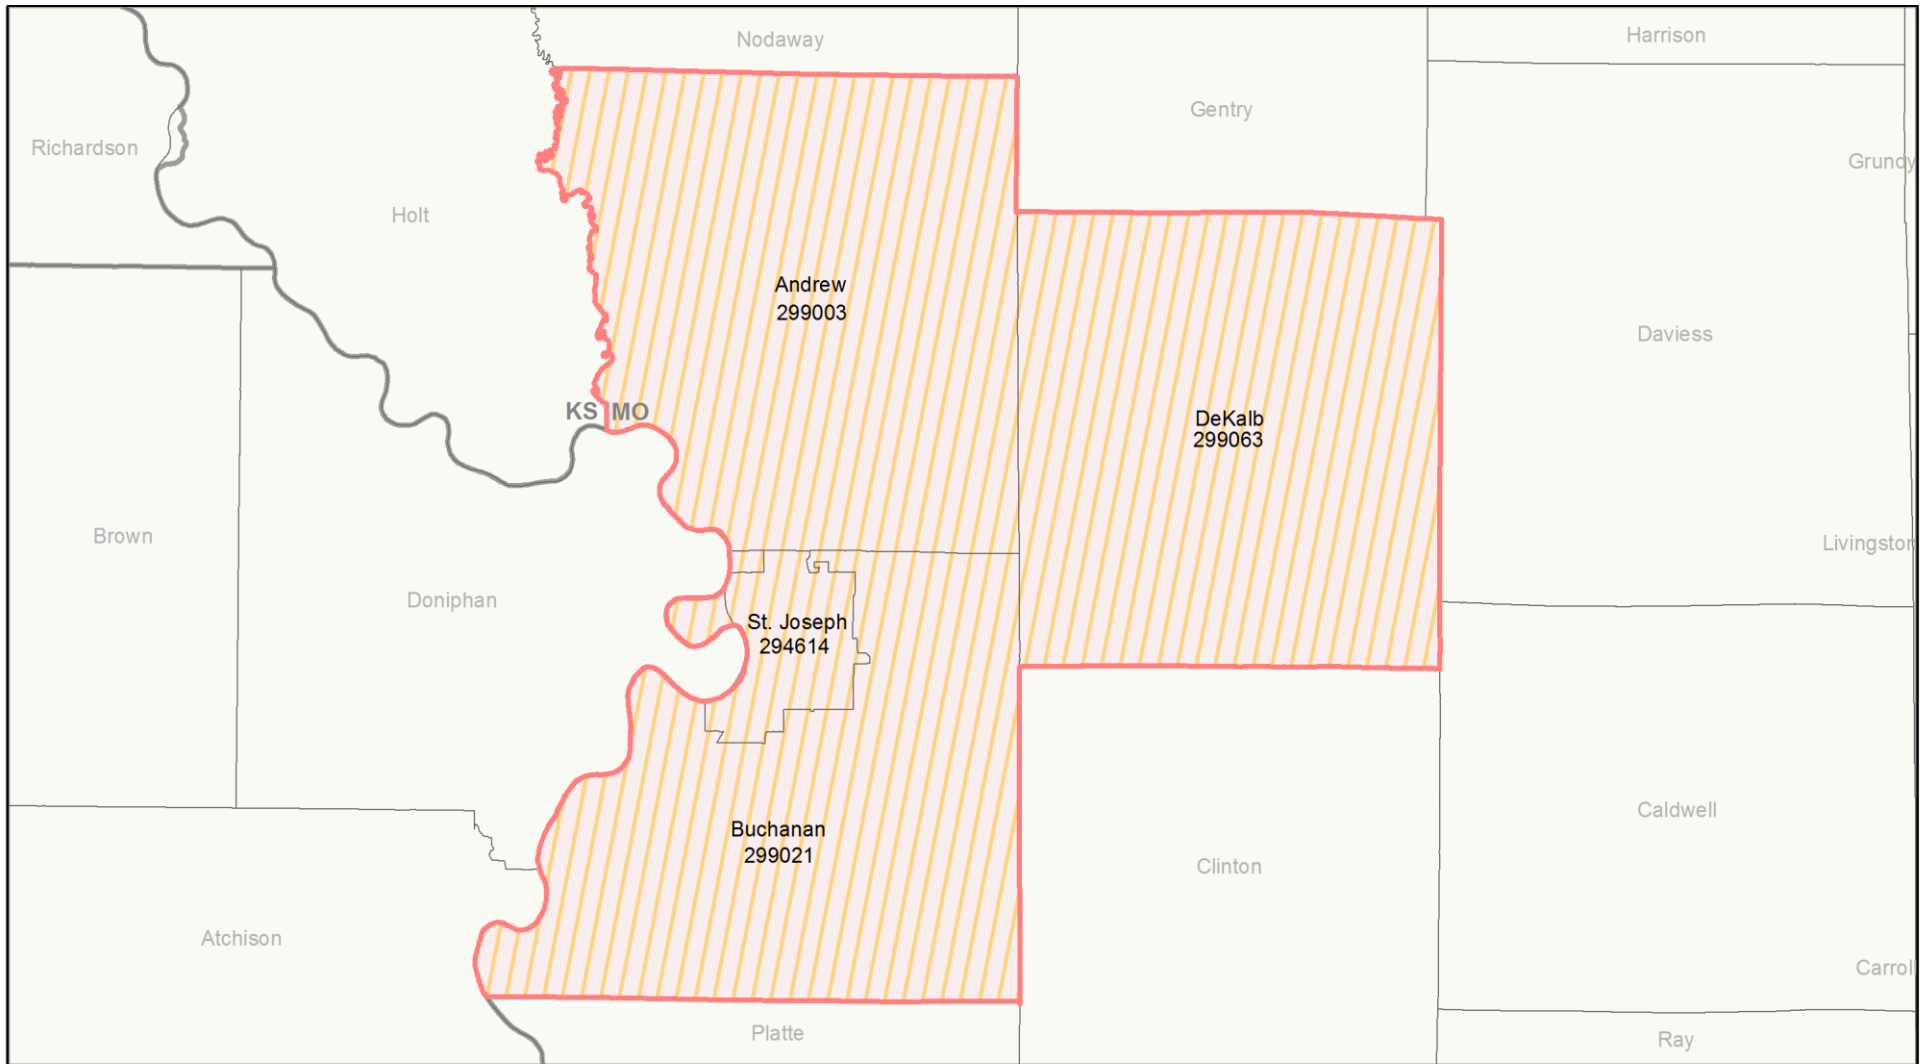 Nodaway
Harrison
Gentry
Richardson
Grundy
Holt
Andrew
299003
Daviess
KS
MO
DeKalb
299063
Brown
Livingston
Doniphan
St. Joseph
294614
Buchanan
299021
Caldwell
Clinton
Atchison
Carroll
Platte
Ray